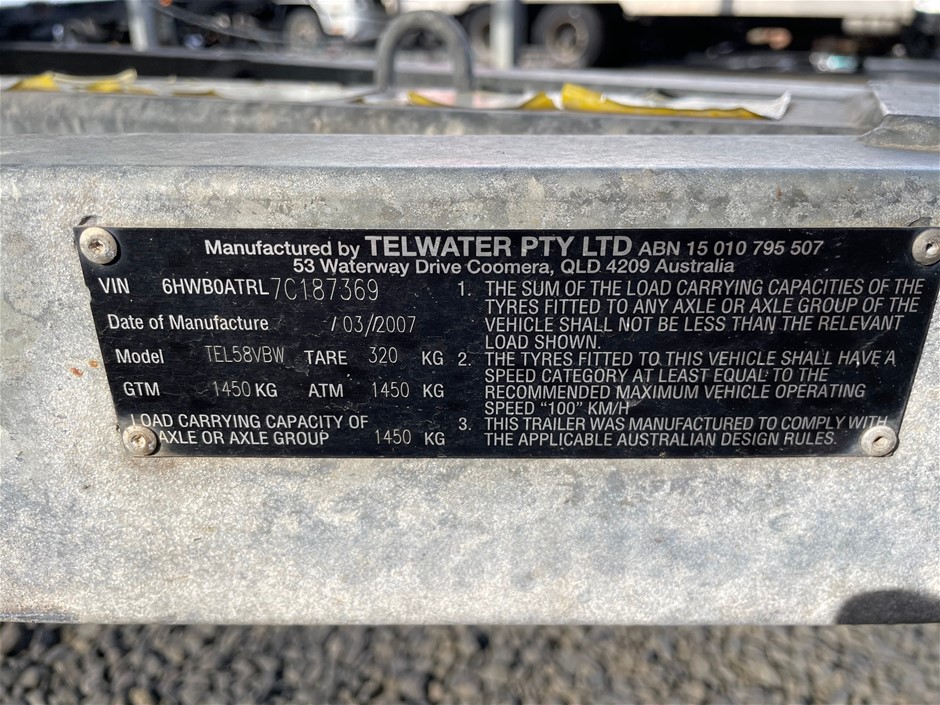 Manufactured by TELWATER PTY LTD ABN 15 010 795 507
53 Waterway Drive Coomera, QLD 4209 Australia
VIN 6HWB0ATRL7C187369
Date of Manufacture /03/2007
Model TEL58VBW TARE 320 KG
GTM 1450 KG ATM 1450 KG
LOAD CARRYING CAPACITY OF
AXLE OR AXLE GROUP 1450 KG
1. THE SUM OF THE LOAD CARRYING CAPACITIES OF THE
TYRES FITTED TO ANY AXLE OR AXLE GROUP OF THE
VEHICLE SHALL NOT BE LESS THAN THE RELEVANT
LOAD SHOWN.
2. THE TYRES FITTED TO THIS VEHICLE SHALL HAVE A
SPEED CATEGORY AT LEAST EQUAL TO THE
RECOMMENDED MAXIMUM VEHICLE OPERATING
SPEED "100" KM/H
3. THIS TRAILER WAS MANUFACTURED TO COMPLY WITH
THE APPLICABLE AUSTRALIAN DESIGN RULES.